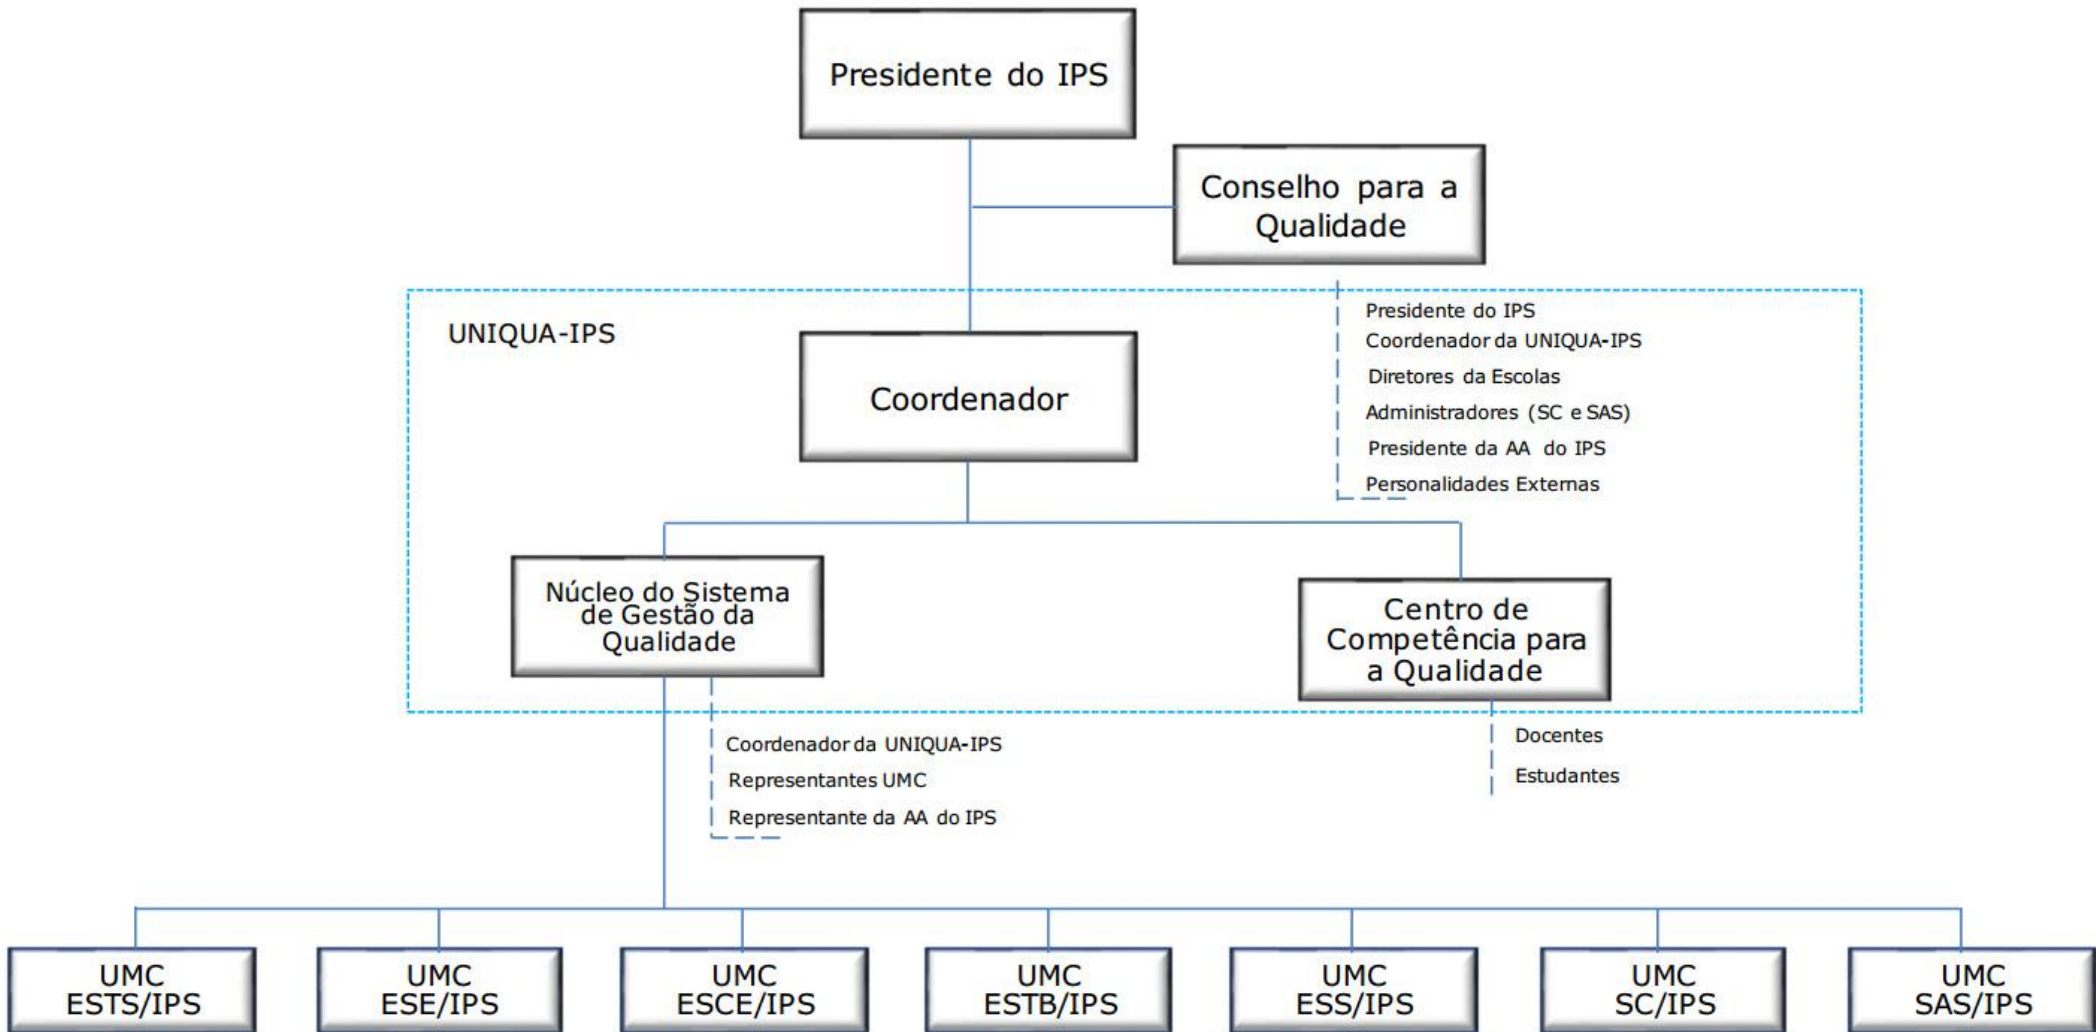 Presidente do IPS
Conselho para a
Qualidade
UNIQUA-IPS
Presidente do IPS
Coordenador da UNIQUA-IPS
Diretores da Escolas
Administradores (SC e SAS)
Presidente da AA do IPS
Personalidades Externas
Coordenador
Núcleo do Sistema
de Gestão da
Qualidade
Centro de
Competência para
a Qualidade
Coordenador da UNIQUA-IPS
Representantes UMC
Representante da AA do IPS
Docentes
Estudantes
UMC
ESTS/IPS
UMC
ESE/IPS
UMC
ESCE/IPS
UMC
ESTB/IPS
UMC
ESS/IPS
UMC
SC/IPS
UMC
SAS/IPS